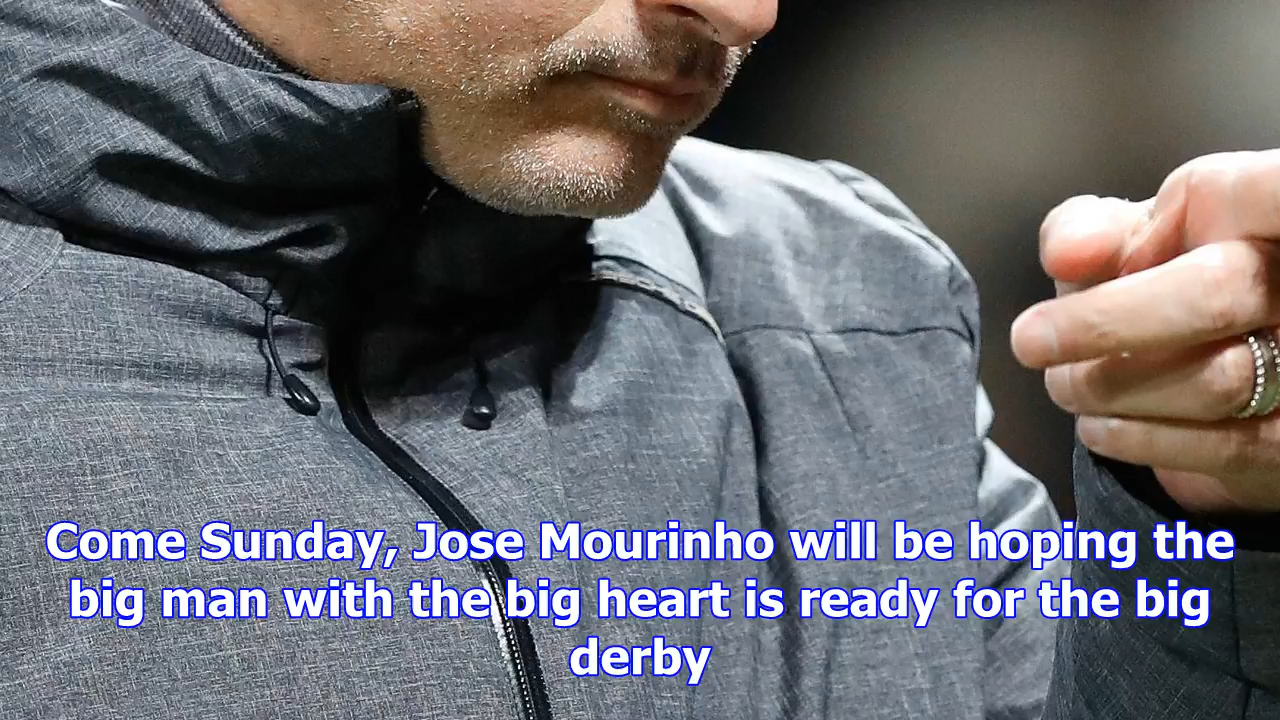 Come Sunday, Jose Mourinho will be hoping the
big man with the big heart is ready for the big
derby